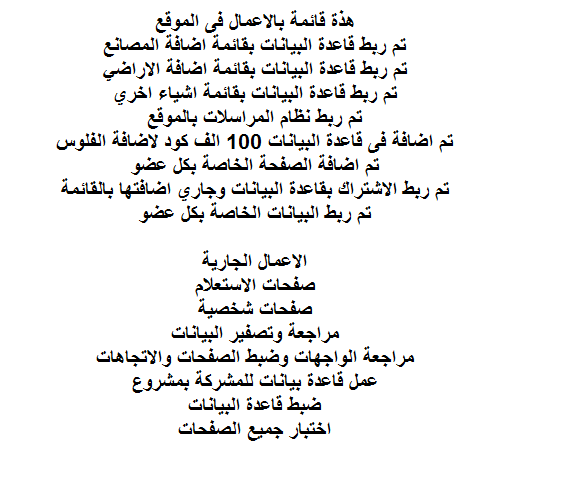 هذة قائمة بالاعمال فى الموقع
تم ربط قاعدة البيانات بقائمة اضافة المصانع
تم ربط قاعدة البيانات بقائمة اضافة الاراضي
تم ربط قاعدة البيانات بقائمة اشياء اخري
تم ربط نظام المراسلات بالموقع
تم اضافة فى قاعدة البيانات 100 الف كود لاضافة الفلوس
تم اضافة الصفحة الخاصة بكل عضو
تم ربط الاشتراك بقاعدة البيانات وجاري اضافتها بالقائمة
تم ربط البيانات الخاصة بكل عضو
الاعمال الجارية
صفحات الاستعلام
صفحات شخصية
مراجعة وتصفير البيانات
مراجعة الواجهات وضبط الصفحات والاتجاهات
عمل قاعدة بيانات للمشركة بمشروع
ضبط قاعدة البيانات
اختبار جميع الصفحات